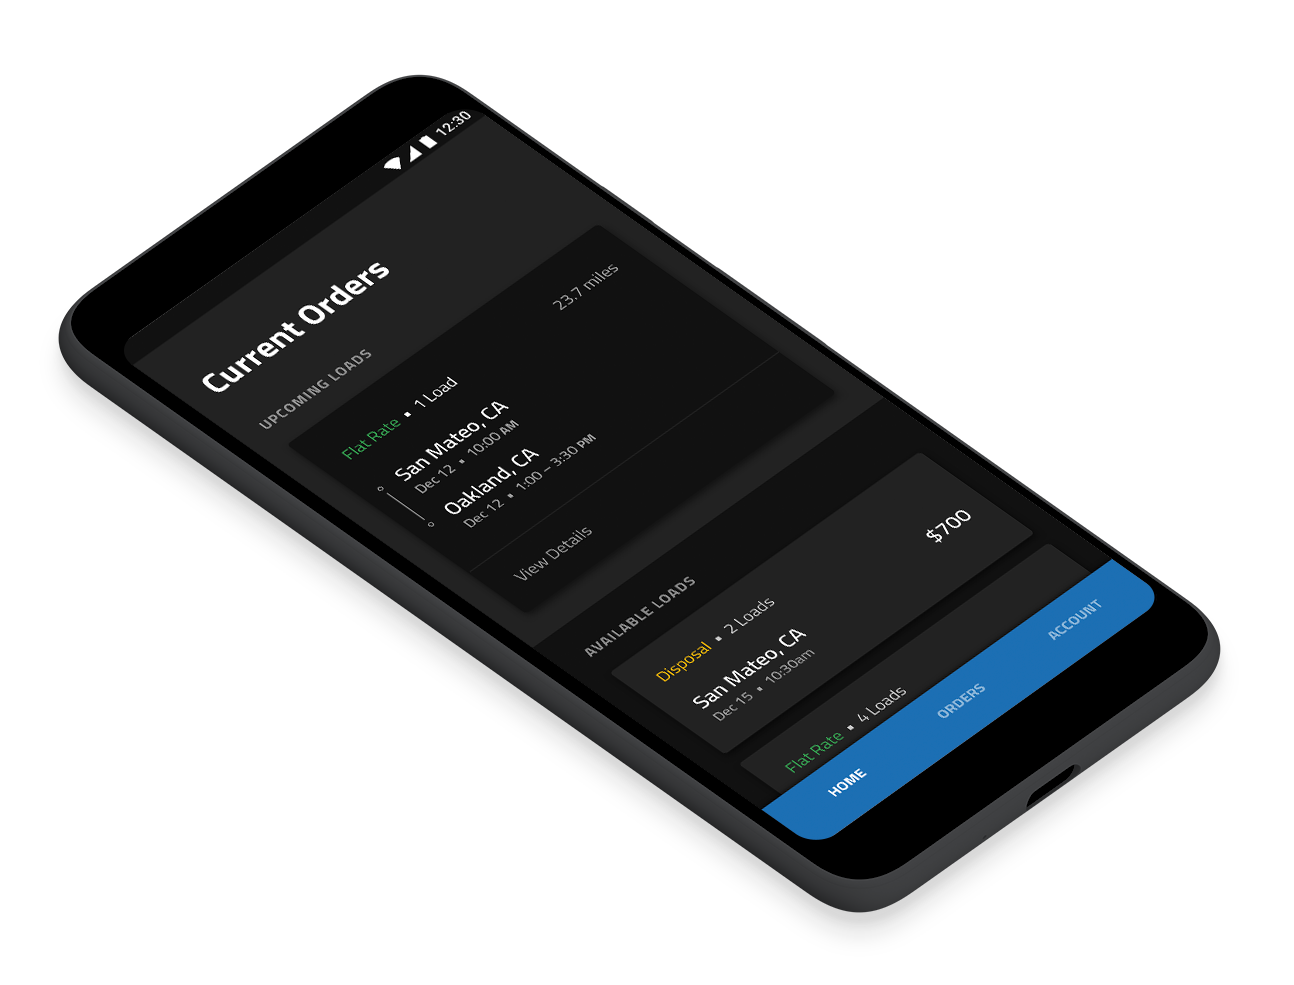 12:30
Current Orders
UPCOMING LOADS
Flat Rate ▪ 1 Load
23.7 miles
San Mateo, CA
Dec 12 ▪ 10:00 AM
Oakland, CA
Dec 12 ▪ 1:00 – 3:30 PM
View Details
AVAILABLE LOADS
Disposal ▪ 2 Loads
$700
San Mateo, CA
Dec 15 ▪ 10:30am
Flat Rate ▪ 4 Loads
HOME
ORDERS
ACCOUNT